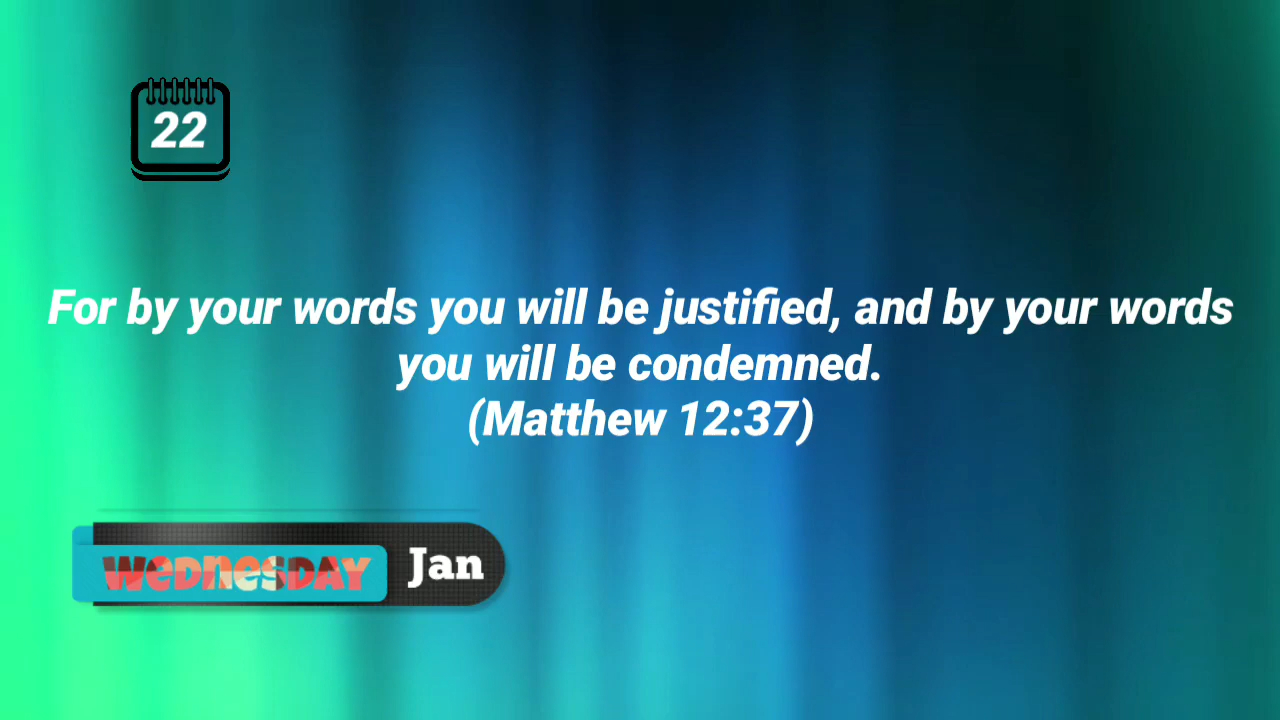 22
For by your words you will be justified, and by your words
you will be condemned.
(Matthew 12:37)
WeDnesDAY Jan